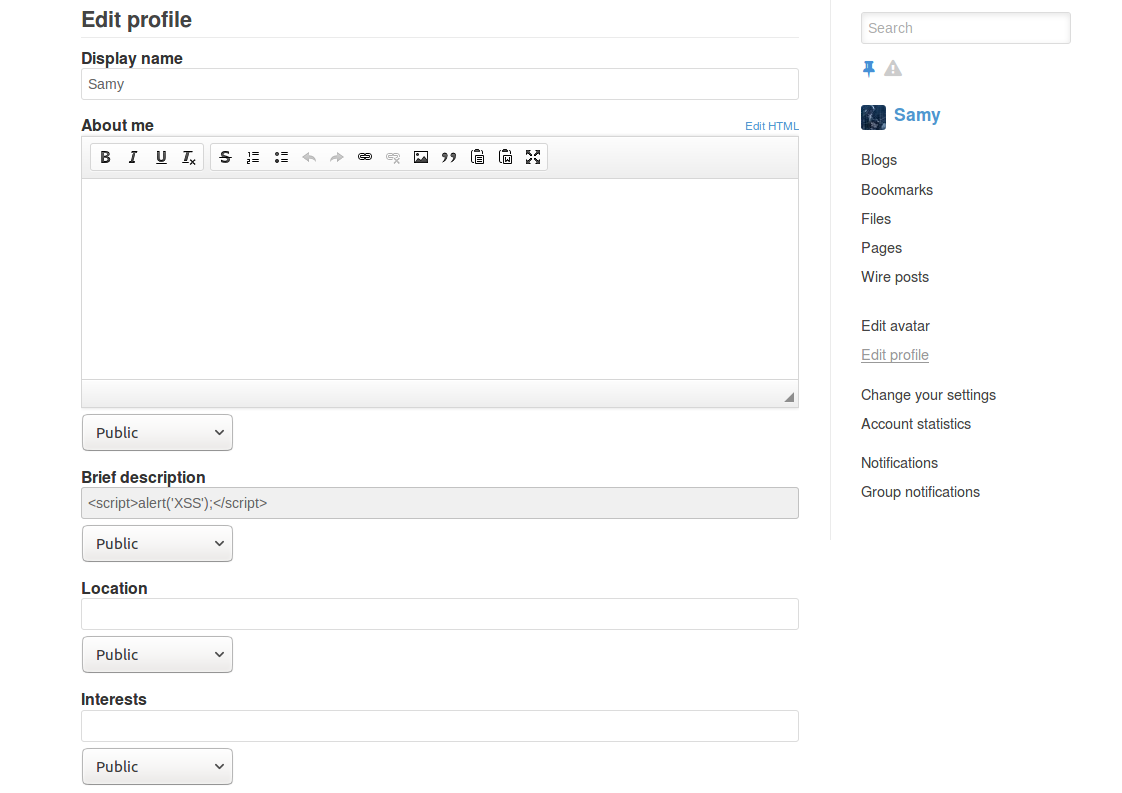 Edit profile
Display name
Samy
About me
Edit HTML
B I U Tx S
Public
Brief description
<script>alert('XSS');</script>
Public
Location
Public
Interests
Public
Search
Samy
Blogs
Bookmarks
Files
Pages
Wire posts
Edit avatar
Edit profile
Change your settings
Account statistics
Notifications
Group notifications